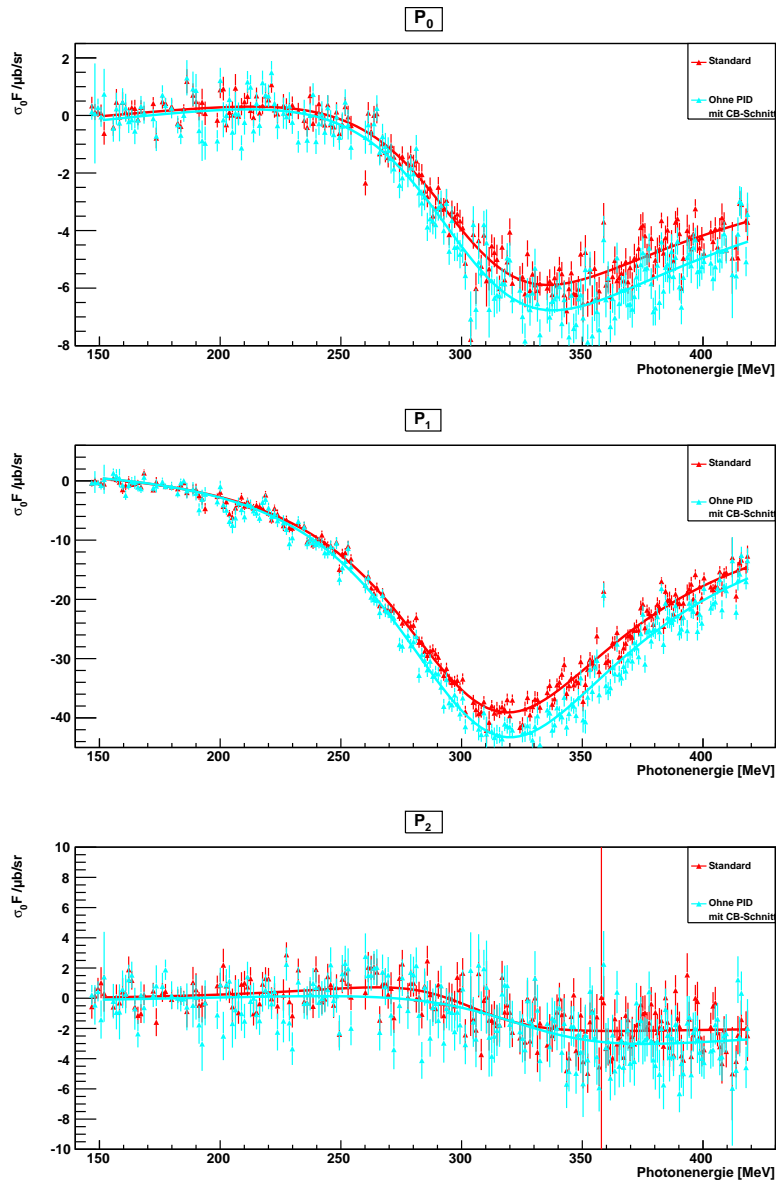 P0
σ0F /μb/sr
2
0
-2
-4
-6
-8
Standard
Ohne PID
mit CB-Schnitt
150 200 250 300 350 400
Photonenergie [MeV]
P1
σ0F /μb/sr
0
-10
-20
-30
-40
Standard
Ohne PID
mit CB-Schnitt
150 200 250 300 350 400
Photonenergie [MeV]
P2
σ0F /μb/sr
10
8
6
4
2
0
-2
-4
-6
-8
-10
Standard
Ohne PID
mit CB-Schnitt
150 200 250 300 350 400
Photonenergie [MeV]